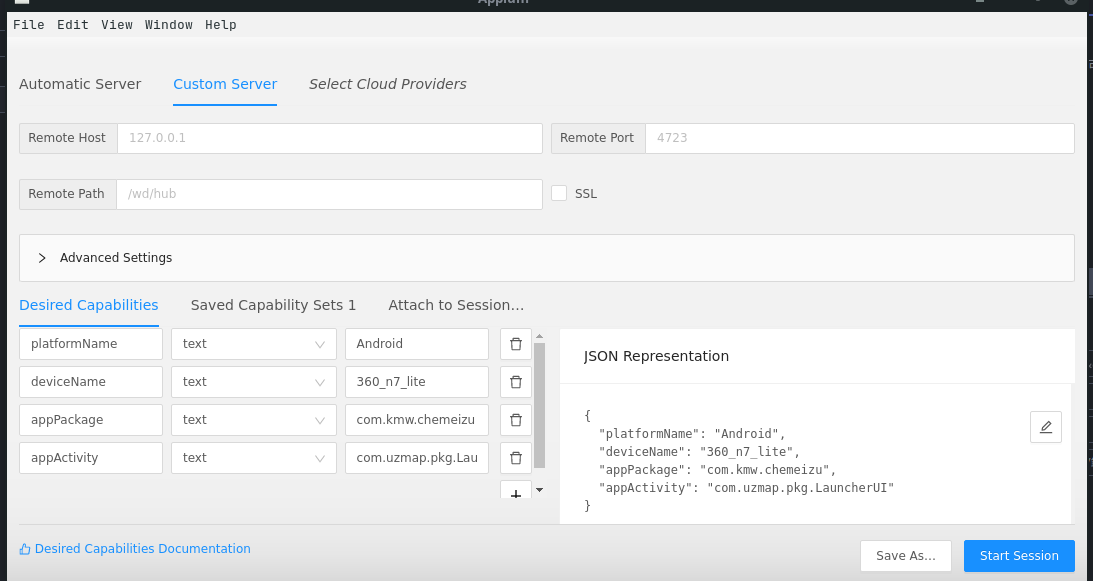 Appium
File Edit View Window Help
Automatic Server Custom Server Select Cloud Providers
Remote Host 127.0.0.1 Remote Port 4723
Remote Path /wd/hub SSL
Advanced Settings
Desired Capabilities Saved Capability Sets 1 Attach to Session...
platformName text Android
deviceName text 360_n7_lite
appPackage text com.kmw.chemeizu
appActivity text com.uzmap.pkg.Lau
JSON Representation
{
"platformName": "Android",
"deviceName": "360_n7_lite",
"appPackage": "com.kmw.chemeizu",
"appActivity": "com.uzmap.pkg.LauncherUI"
}
Desired Capabilities Documentation Save As... Start Session